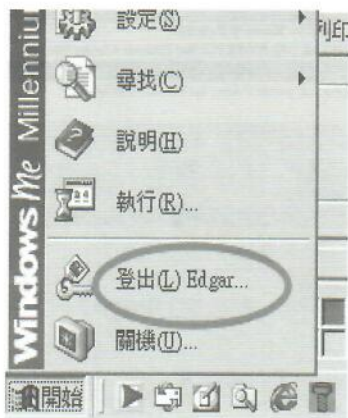 Windows Me Millenniu
設定(S)
列印
尋找(C)
說明(H)
執行(R)...
登出(L) Edgar...
關機(U)...
開始